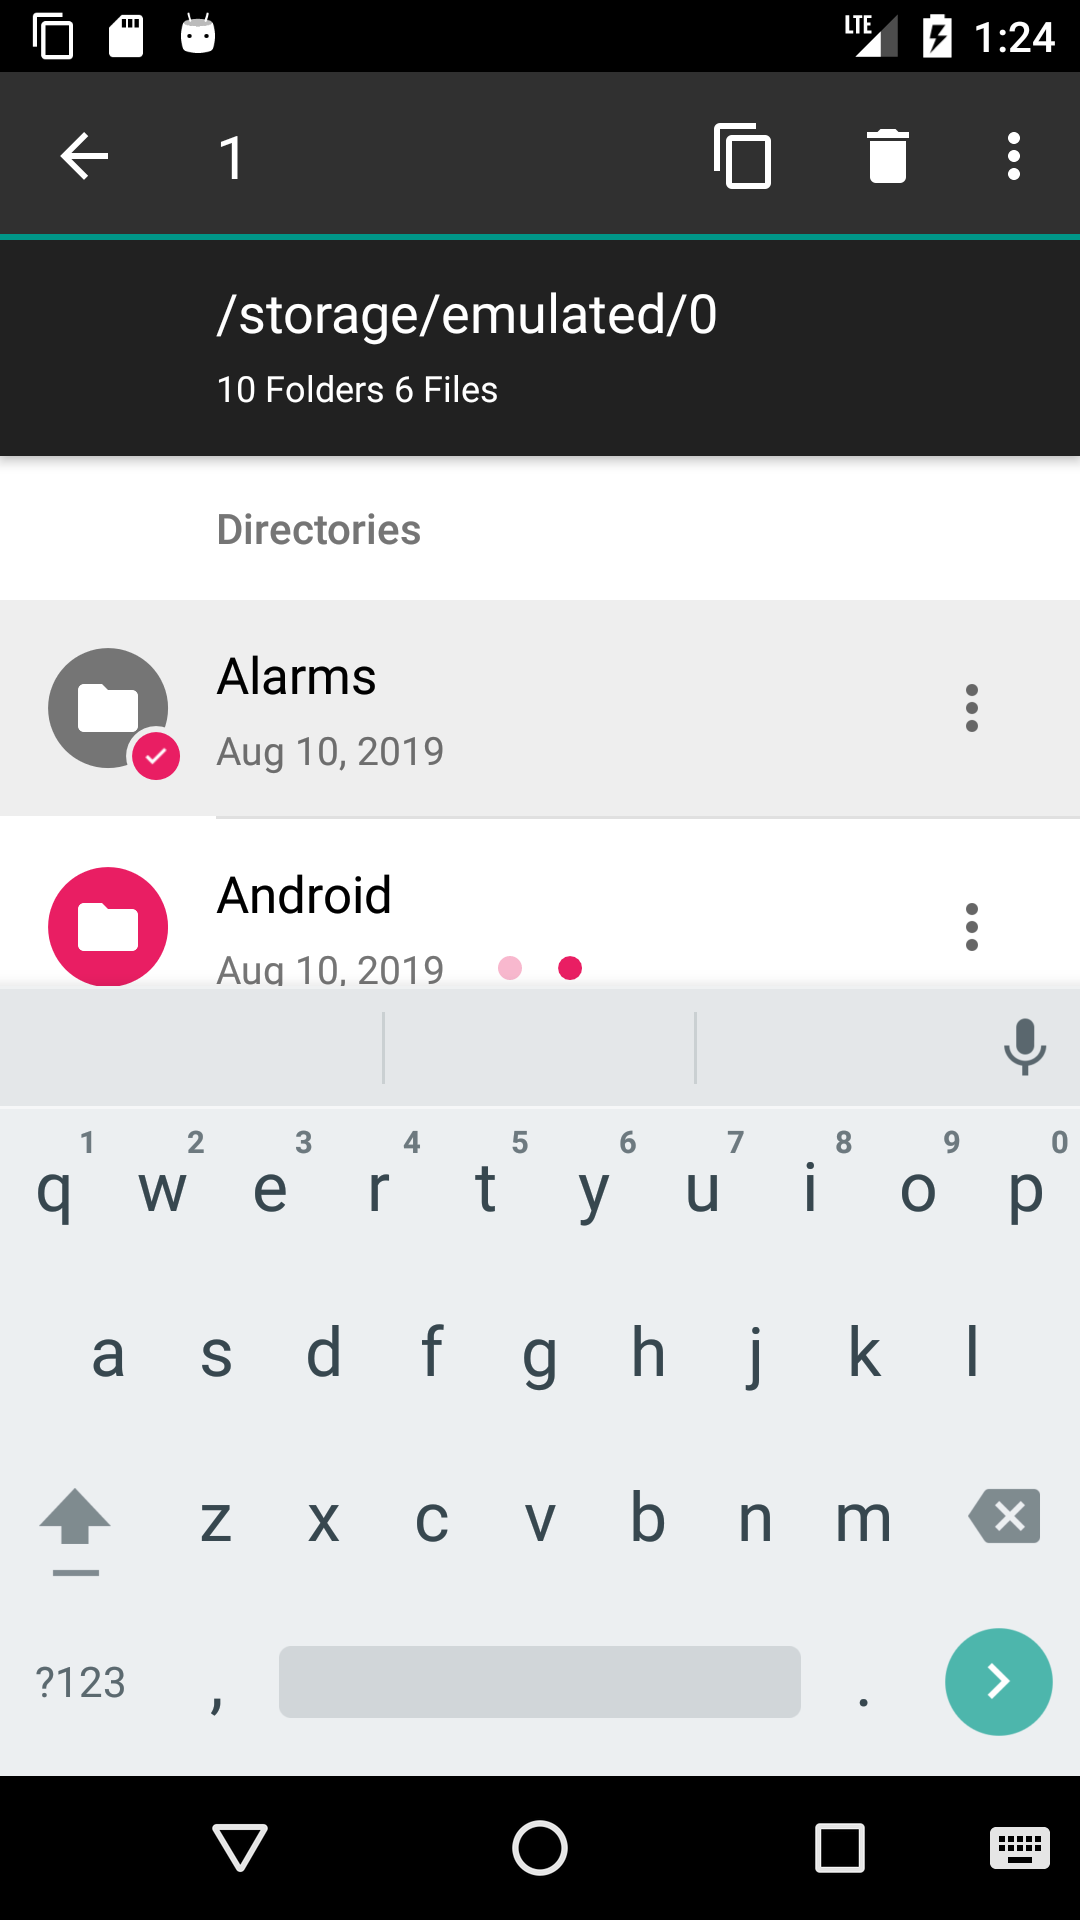 LTE 1:24
1
/storage/emulated/0
10 Folders 6 Files
Directories
Alarms
Aug 10, 2019
Android
Aug 10, 2019
1 2 3 4 5 6 7 8 9 0
q w e r t y u i o p
a s d f g h j k l
z x c v b n m
?123 , .